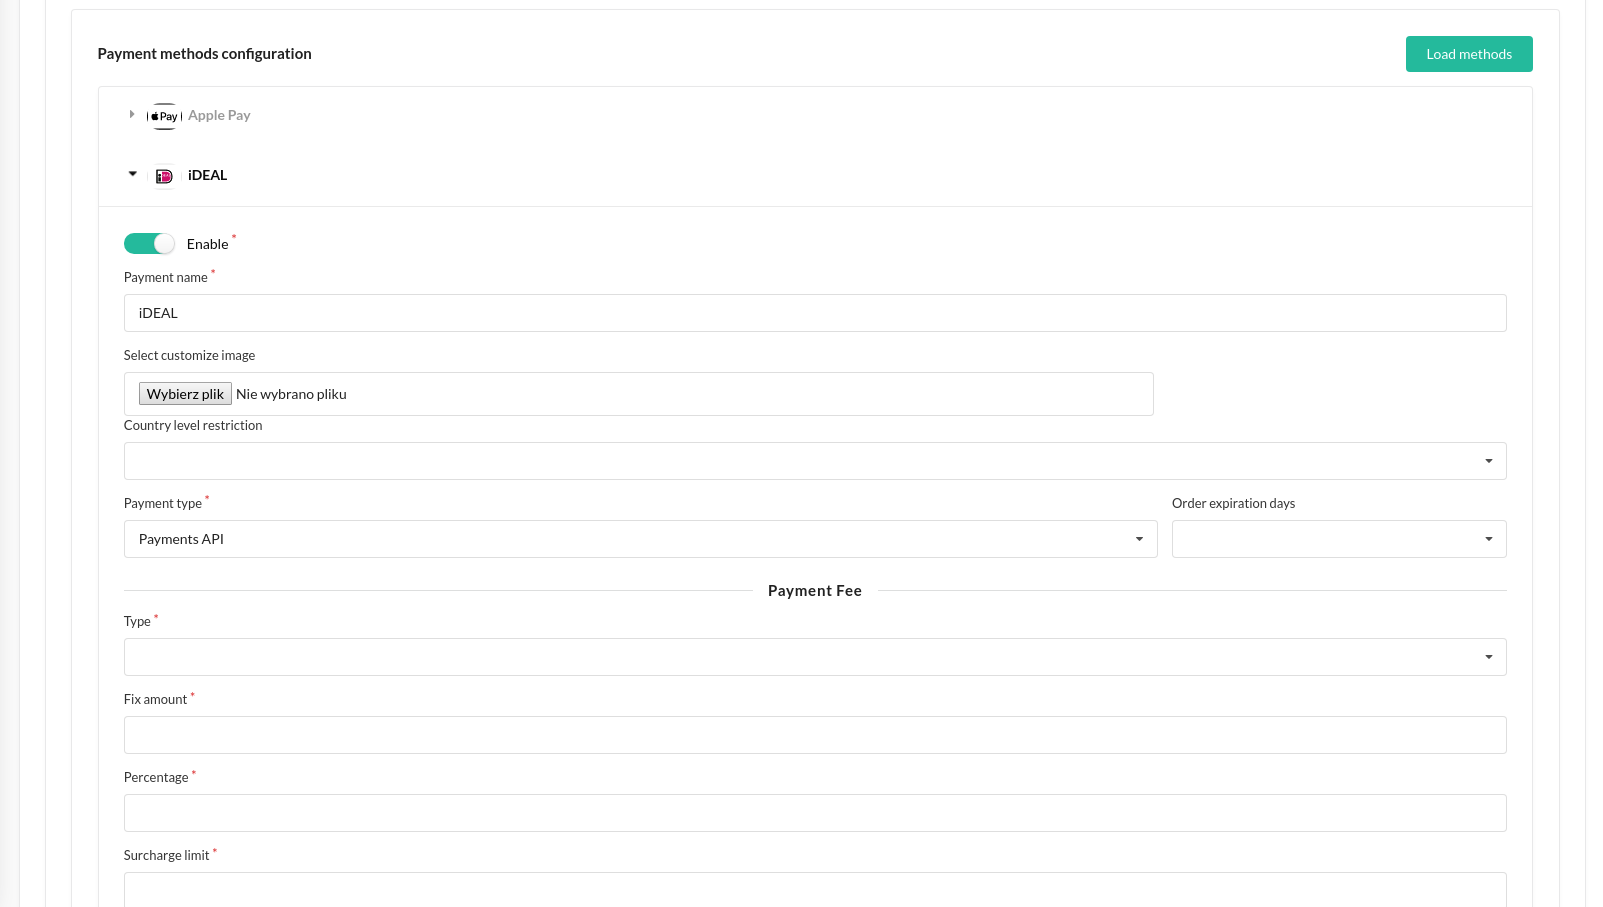 Payment methods configuration
Load methods
Pay Apple Pay
iDEAL
Enable *
Payment name *
iDEAL
Select customize image
Wybierz plik Nie wybrano pliku
Country level restriction
Payment type * Order expiration days
Payments API
Payment Fee
Type *
Fix amount *
Percentage *
Surcharge limit *